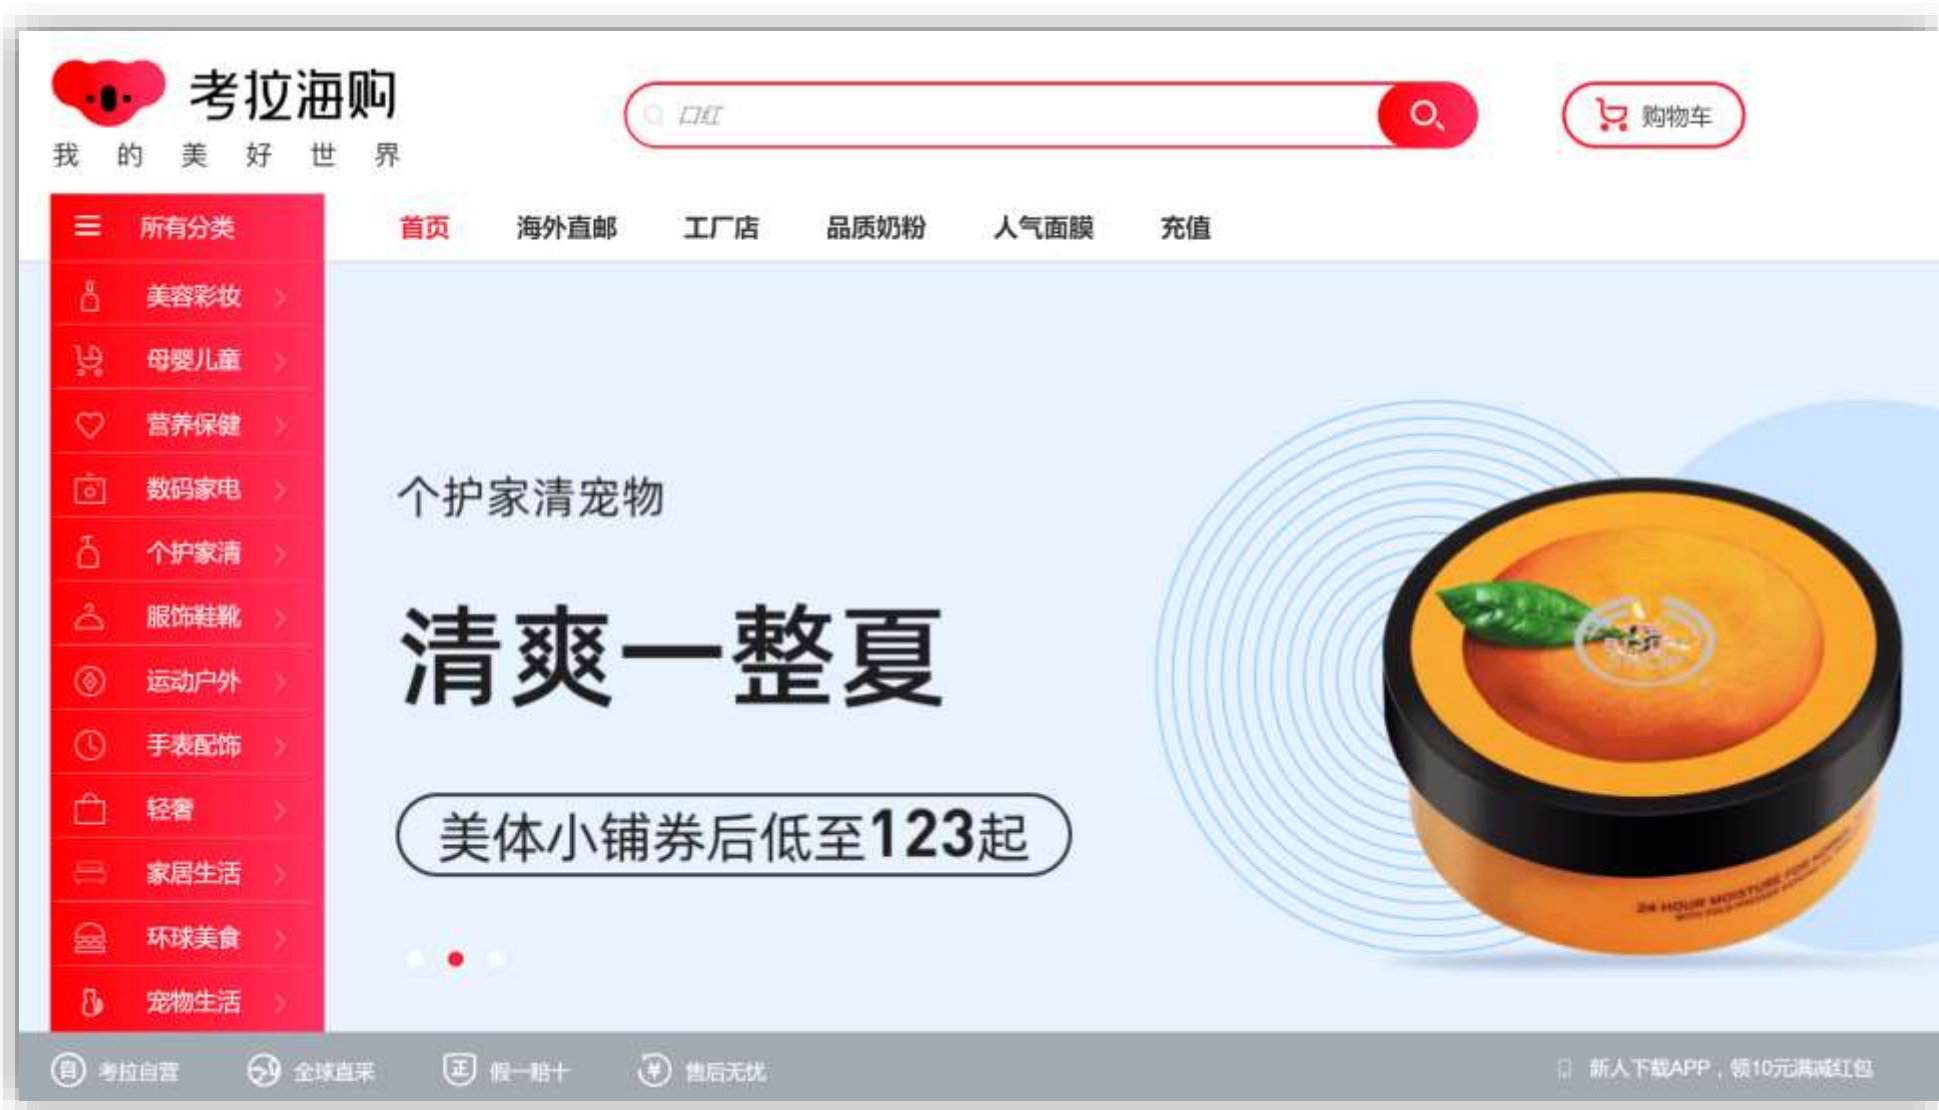 考拉海购
我的美好世界
口红
购物车
所有分类
首页 海外直邮 工厂店 品质奶粉 人气面膜 充值
美容彩妆
母婴儿童
营养保健
数码家电
个护家清
服饰鞋靴
运动户外
手表配饰
轻奢
家居生活
环球美食
宠物生活
个护家清宠物
清爽一整夏
美体小铺券后低至123起
24 HOUR MOISTURE FOR NORMAL
自 考拉自营 全球直采 正 假一赔十 ¥ 售后无忧
新人下载APP，领10元满减红包